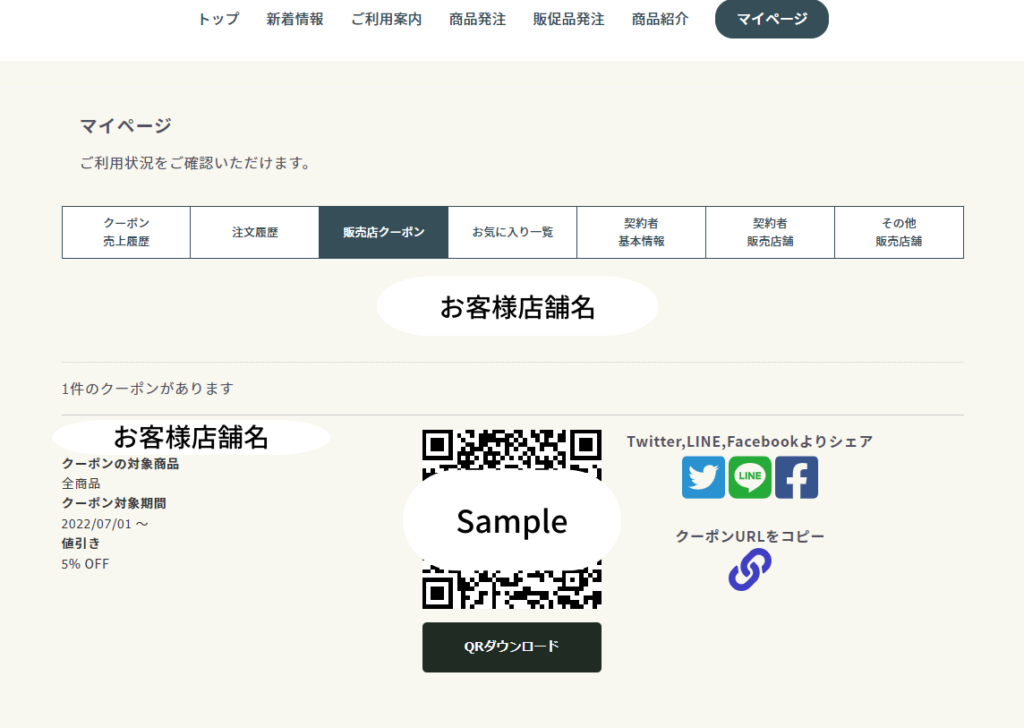 トップ 新着情報 ご利用案内 商品発注 販促品発注 商品紹介 マイページ
マイページ
ご利用状況をご確認いただけます。
クーポン
売上履歴
注文履歴
販売店クーポン
お気に入り一覧
契約者
基本情報
契約者
販売店舗
その他
販売店舗
お客様店舗名
1件のクーポンがあります
お客様店舗名
クーポンの対象商品
全商品
クーポン対象期間
2022/07/01 ～
値引き
5% OFF
Sample
QRダウンロード
Twitter,LINE,Facebookよりシェア
LINE
クーポンURLをコピー